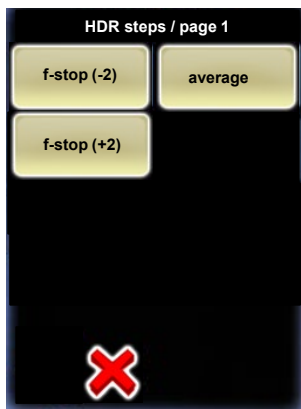 HDR steps / page 1
f-stop (-2)
average
f-stop (+2)